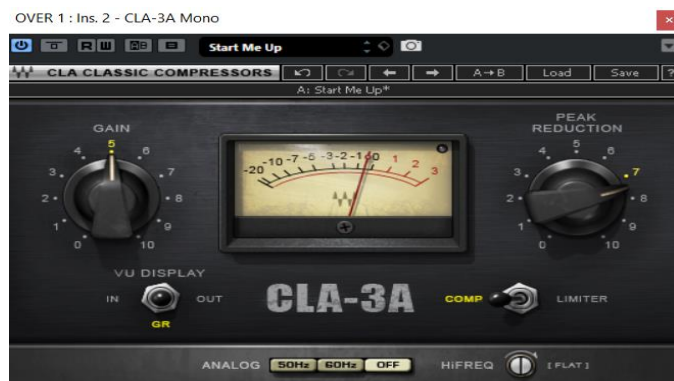 OVER 1 : Ins. 2 - CLA-3A Mono
R W A B Start Me Up
CLA CLASSIC COMPRESSORS A→B Load Save ?
A: Start Me Up*
GAIN
0 1 2 3 4 5 6 7 8 9 10
-20 -10 -7 -5 -3 -2 -1 0 1 2 3
PEAK
REDUCTION
0 1 2 3 4 5 6 7 8 9 10
VU DISPLAY
IN OUT
GR
CLA-3A
COMP LIMITER
ANALOG 50Hz 60Hz OFF HiFREQ [FLAT]